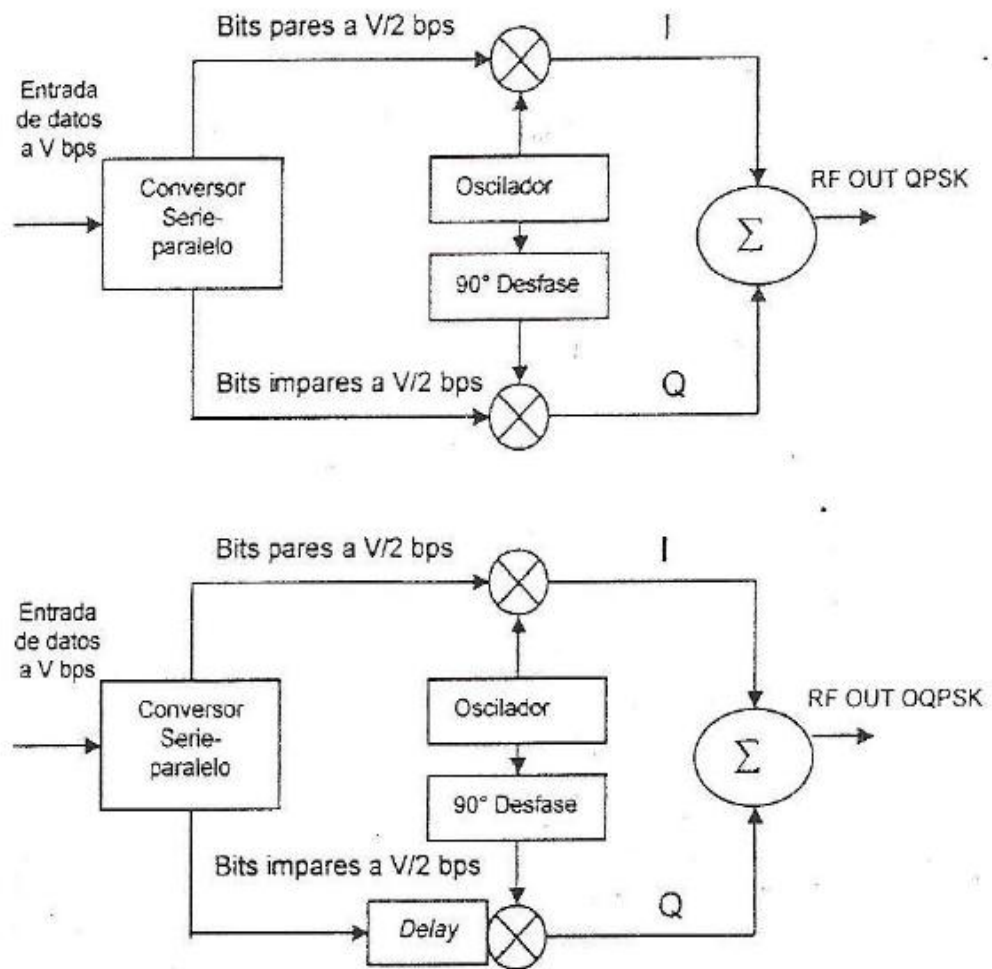 Bits pares a V/2 bps
I
Entrada
de datos
a V bps
Conversor
Serie-
paralelo
Oscilador
RF OUT QPSK
Σ
90° Desfase
Bits impares a V/2 bps
Q
Bits pares a V/2 bps
I
Entrada
de datos
a V bps
Conversor
Serie-
paralelo
Oscilador
RF OUT OQPSK
Σ
90° Desfase
Bits impares a V/2 bps
Delay
Q